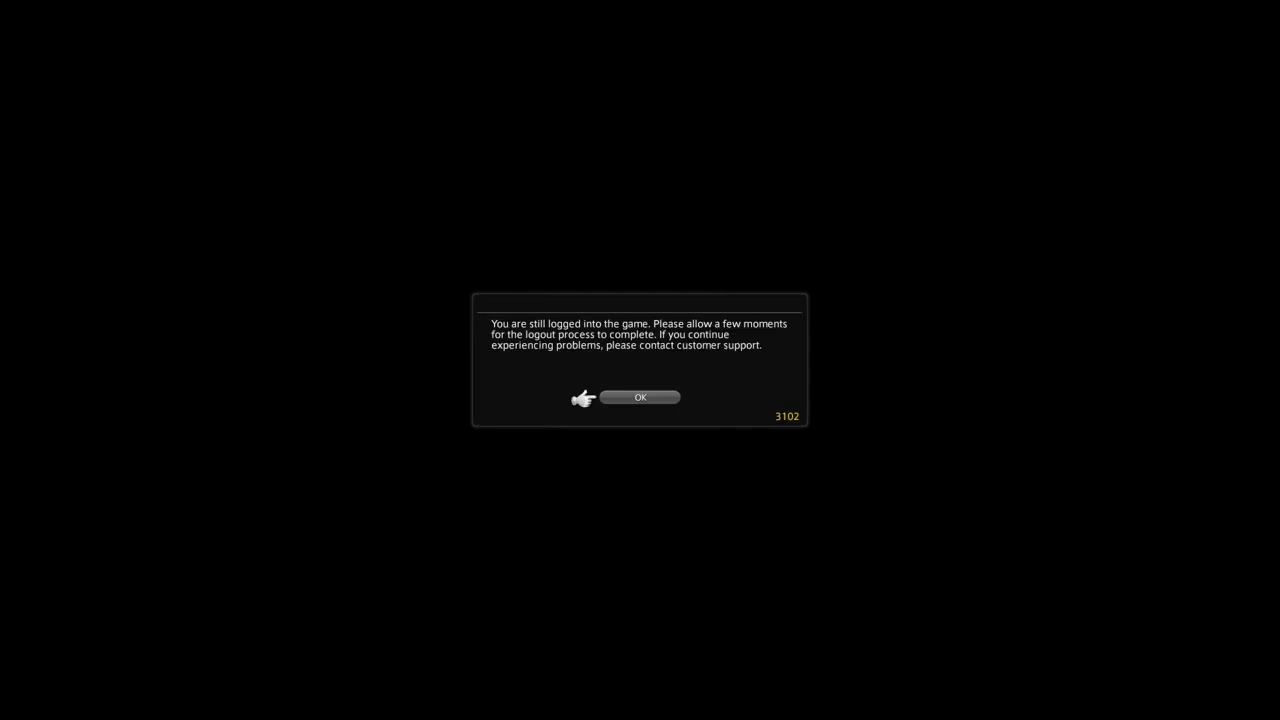 You are still logged into the game. Please allow a few moments
for the logout process to complete. If you continue
experiencing problems, please contact customer support.
OK
3102